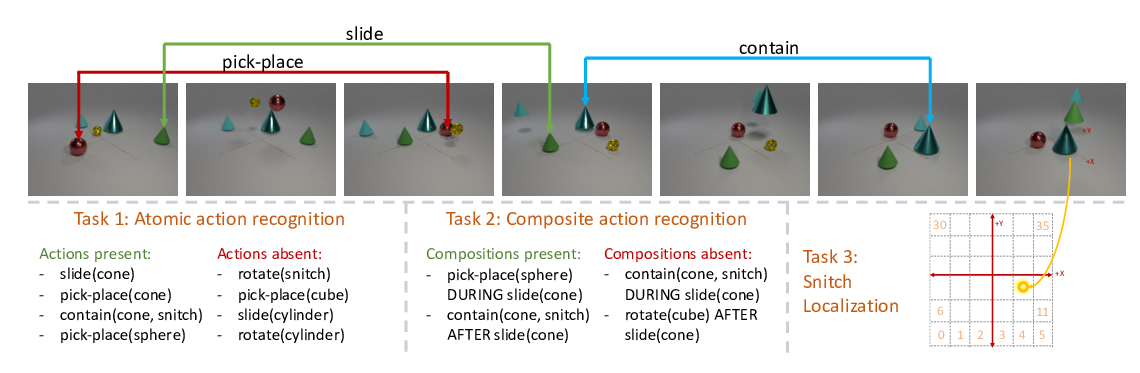 slide
pick-place
contain
+Y
+X
Task 1: Atomic action recognition
Actions present:
- slide(cone)
- pick-place(cone)
- contain(cone, snitch)
- pick-place(sphere)
Actions absent:
- rotate(snitch)
- pick-place(cube)
- slide(cylinder)
- rotate(cylinder)
Task 2: Composite action recognition
Compositions present:
- pick-place(sphere)
DURING slide(cone)
- contain(cone, snitch)
AFTER slide(cone)
Compositions absent:
- contain(cone, snitch)
DURING slide(cone)
- rotate(cube) AFTER
slide(cone)
Task 3:
Snitch
Localization
30 +Y 35
+X
6 11
0 1 2 3 4 5